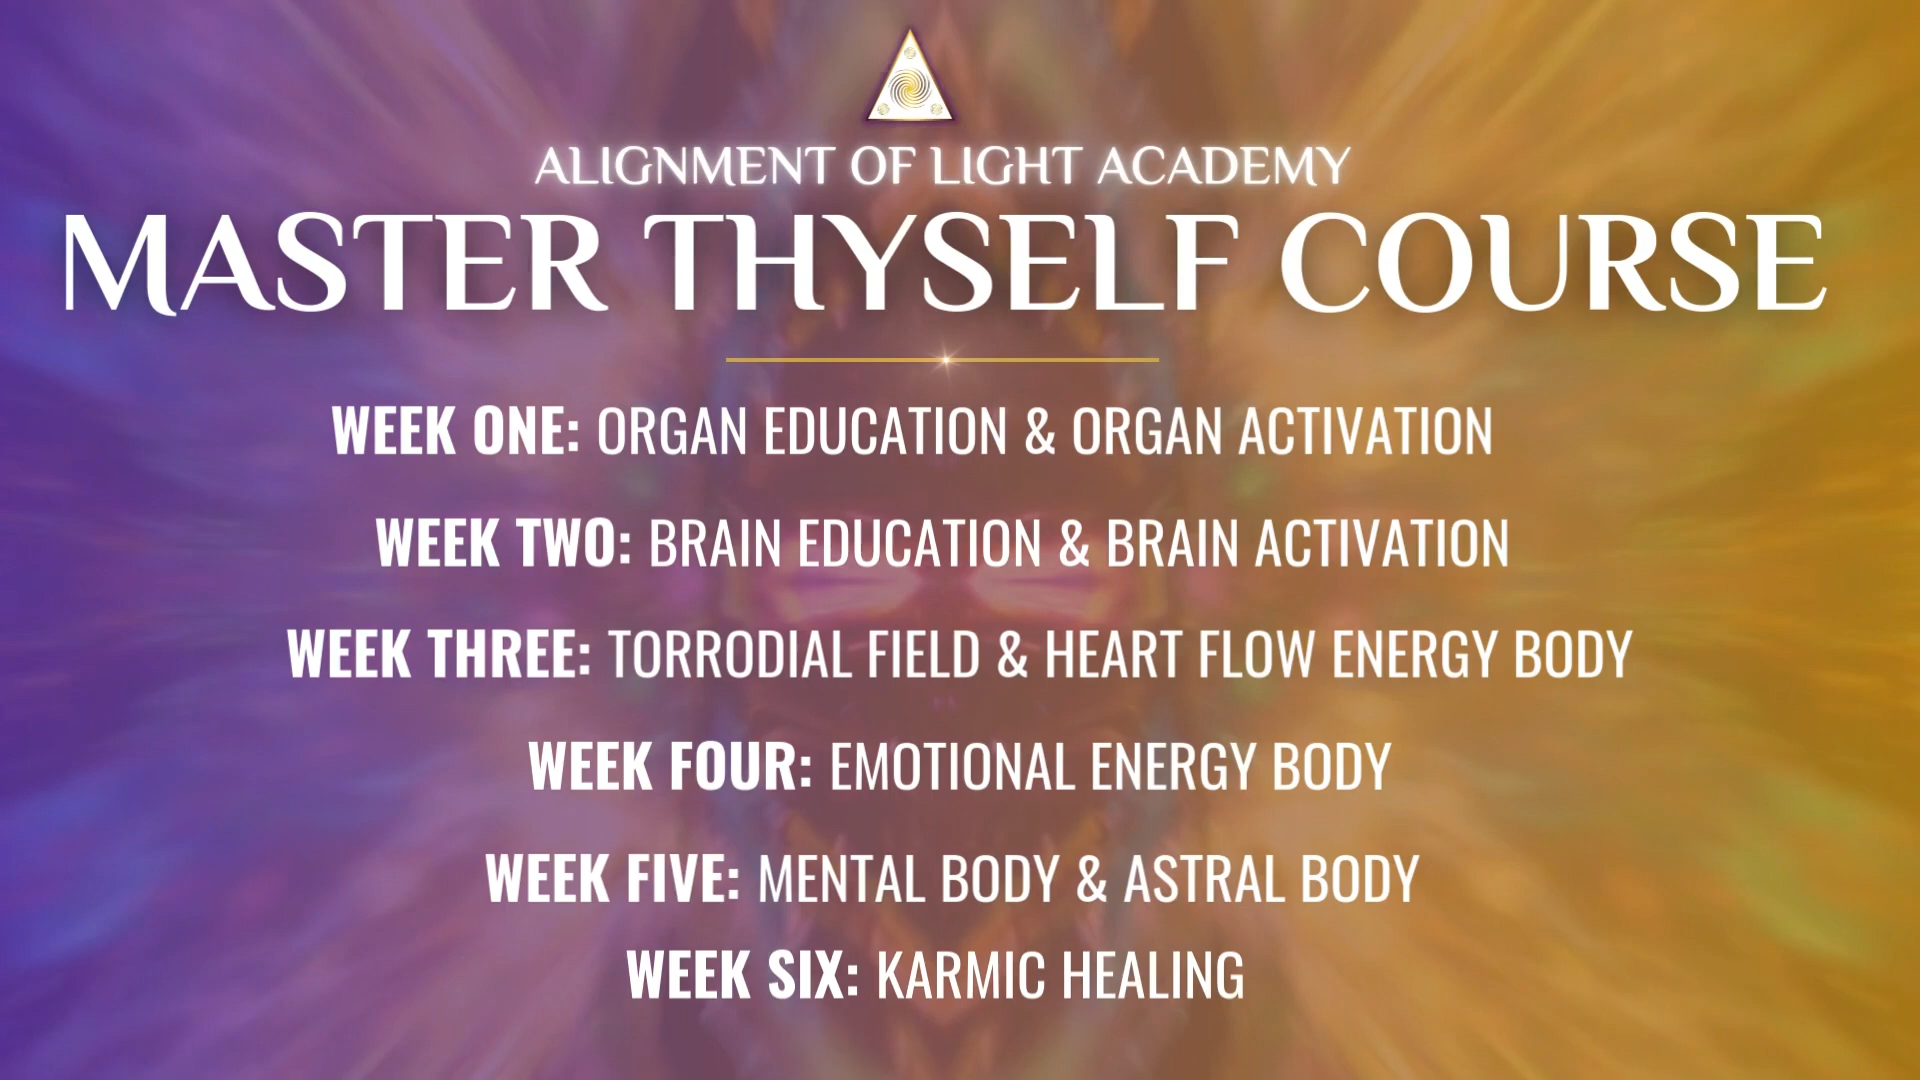 ALIGNMENT OF LIGHT ACADEMY
MASTER THYSELF COURSE
WEEK ONE: ORGAN EDUCATION & ORGAN ACTIVATION
WEEK TWO: BRAIN EDUCATION & BRAIN ACTIVATION
WEEK THREE: TORRODIAL FIELD & HEART FLOW ENERGY BODY
WEEK FOUR: EMOTIONAL ENERGY BODY
WEEK FIVE: MENTAL BODY & ASTRAL BODY
WEEK SIX: KARMIC HEALING